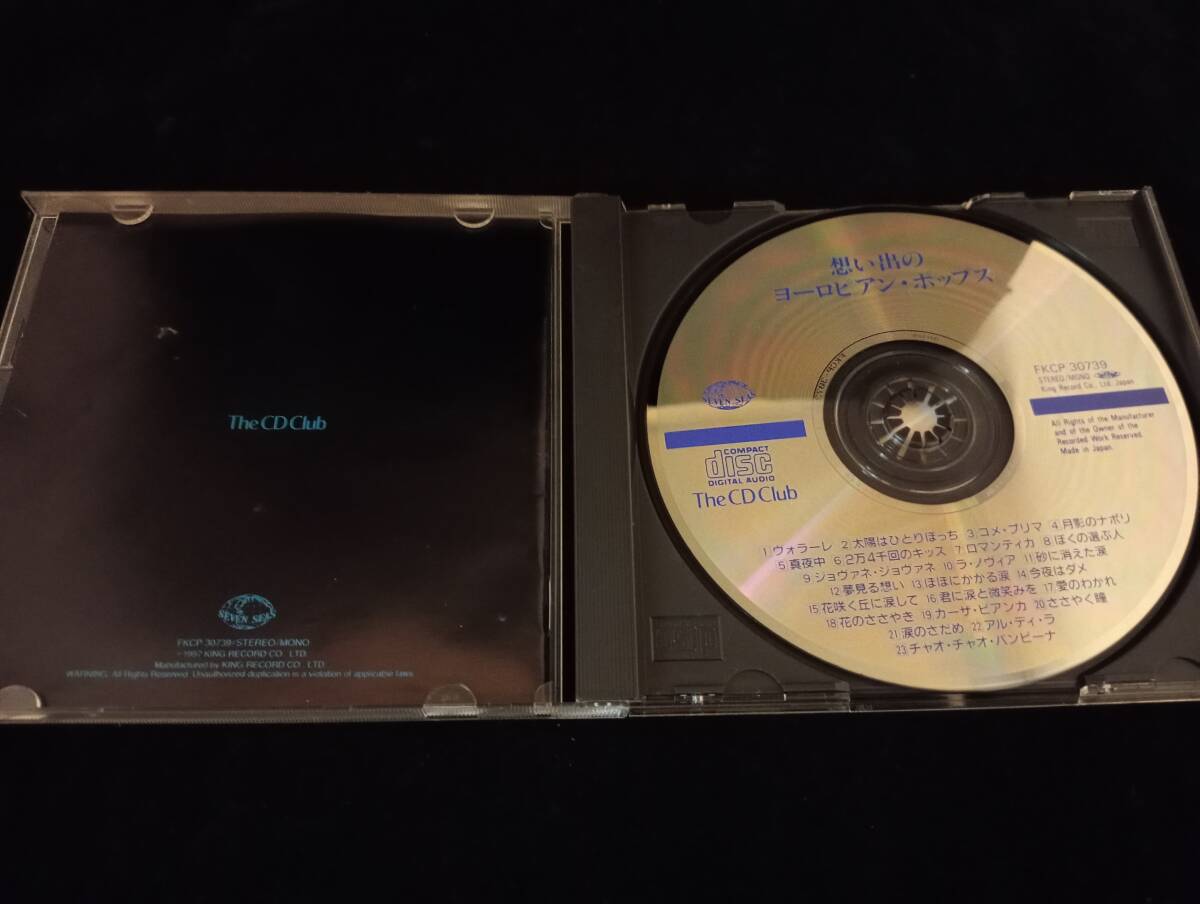 The CD Club
SEVEN SEAS
FKCP 30739/STEREO/MONO
1992 KING RECORD CO., LTD.
Manufactured by KING RECORD CO., LTD.
WARNING. All Rights Reserved. Unauthorized duplication is a violation of applicable laws.
想い出の
ヨーロピアン・ポップス
SEVEN SEAS
COMPACT
disc
DIGITAL AUDIO
The CD Club
FKCP 30739
STEREO/MONO
King Record Co., Ltd. Japan
All Rights of the Manufacturer
and of the Owner of the
Recorded Work Reserved.
Made in Japan.
1.ヴォラーレ 2.太陽はひとりぼっち 3.コメ・プリマ 4.月影のナポリ
5.真夜中 6.2万4千回のキッス 7.ロマンティカ 8.ぼくの選ぶ人
9.ジョヴァネ・ジョヴァネ 10.ラ・ノヴィア 11.砂に消えた涙
12.夢見る想い 13.ほほにかかる涙 14.今夜はダメ
15.花咲く丘に涙して 16.君に涙と微笑みを 17.愛のわかれ
18.花のささやき 19.カーサ・ビアンカ 20.ささやく瞳
21.涙のさだめ 22.アル・ディ・ラ
23.チャオ・チャオ・バンビーナ